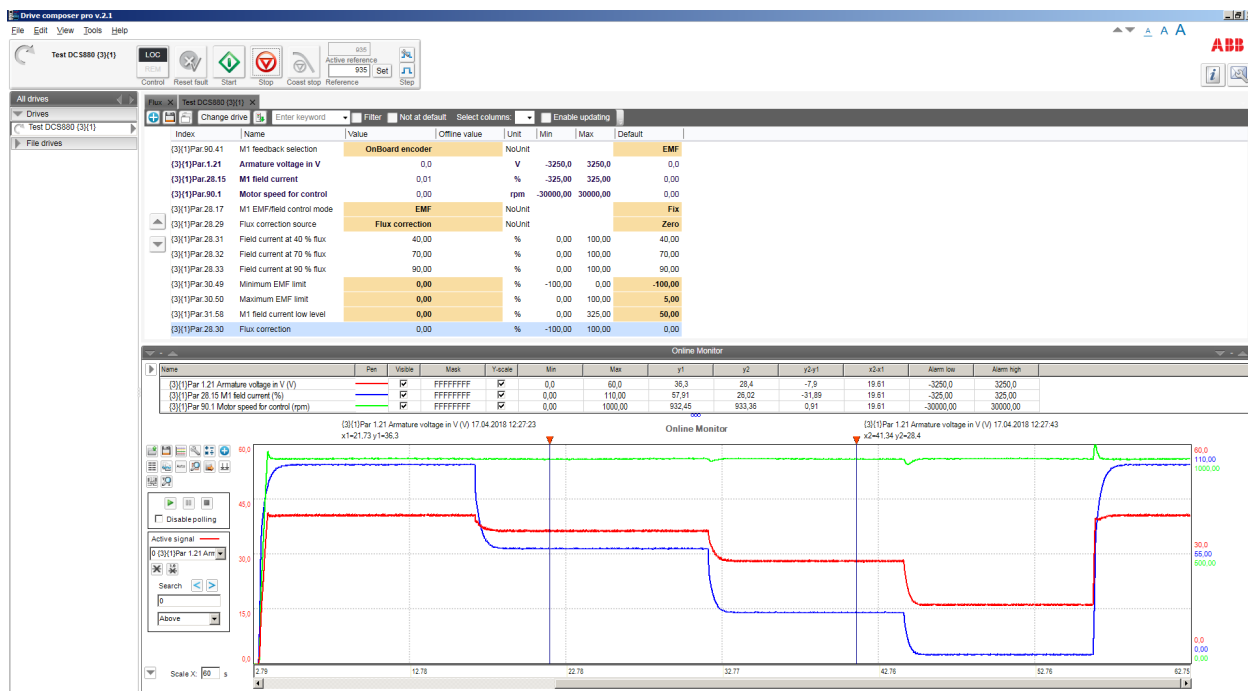 Drive composer pro v.2.1
File Edit View Tools Help
A A A
ABB
Test DCS880 {3}{1}
LOC
REM
935
Active reference
935 Set
Control Reset fault Start Stop Coast stop Reference Step
All drives
Drives
Test DCS880 {3}{1}
File drives
Flux X Test DCS880 {3}{1} X
Change drive Enter keyword Filter Not at default Select columns: Enable updating
Index Name Value Offline value Unit Min Max Default
{3}{1}Par.90.41 M1 feedback selection OnBoard encoder NoUnit EMF
{3}{1}Par.1.21 Armature voltage in V 0,0 V -3250,0 3250,0 0,0
{3}{1}Par.28.15 M1 field current 0,01 % -325,00 325,00 0,00
{3}{1}Par.90.1 Motor speed for control 0,00 rpm -30000,00 30000,00 0,00
{3}{1}Par.28.17 M1 EMF/field control mode EMF NoUnit Fix
{3}{1}Par.28.29 Flux correction source Flux correction NoUnit Zero
{3}{1}Par.28.31 Field current at 40 % flux 40,00 % 0,00 100,00 40,00
{3}{1}Par.28.32 Field current at 70 % flux 70,00 % 0,00 100,00 70,00
{3}{1}Par.28.33 Field current at 90 % flux 90,00 % 0,00 100,00 90,00
{3}{1}Par.30.49 Minimum EMF limit 0,00 % -100,00 0,00 -100,00
{3}{1}Par.30.50 Maximum EMF limit 0,00 % 0,00 100,00 5,00
{3}{1}Par.31.58 M1 field current low level 0,00 % 0,00 325,00 50,00
{3}{1}Par.28.30 Flux correction 0,00 % -100,00 100,00 0,00
Online Monitor
Name Pen Visible Mask Y-scale Min Max y1 y2 y2-y1 x2-x1 Alarm low Alarm high
{3}{1}Par 1.21 Armature voltage in V (V) FFFFFFFF 0,0 60,0 36,3 28,4 -7,9 19.61 -3250,0 3250,0
{3}{1}Par 28.15 M1 field current (%) FFFFFFFF 0,00 110,00 57,91 26,02 -31,89 19.61 -325,00 325,00
{3}{1}Par 90.1 Motor speed for control (rpm) FFFFFFFF 0,00 1000,00 932,45 933,36 0,91 19.61 -30000,00 30000,00
{3}{1}Par 1.21 Armature voltage in V (V) 17.04.2018 12:27:23
x1=21,73 y1=36,3
Online Monitor
{3}{1}Par 1.21 Armature voltage in V (V) 17.04.2018 12:27:43
x2=41,34 y2=28.4
60,0
45,0
30,0
15,0
0,0
60.0
110,00
1000,00
30.0
55,00
500,00
0,0
0,00
0.00
Disable polling
Active signal
0 {3}{1}Par 1.21 Arm
Search < >
0
Above
Scale X: 60 s
2.79 12.78 22.78 32.77 42.76 52.76 62.75